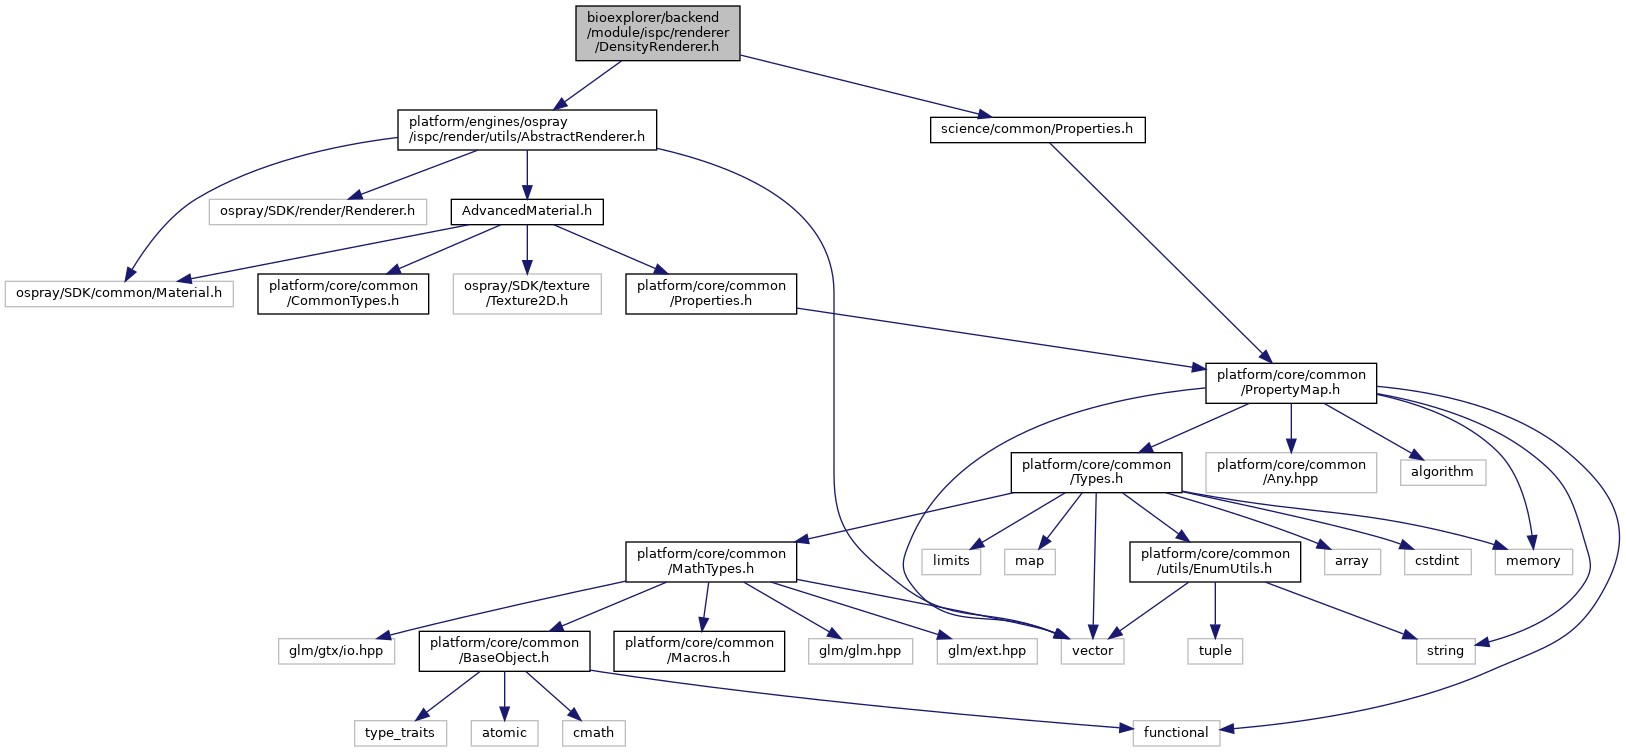 bioexplorer/backend
/module/ispc/renderer
/DensityRenderer.h
platform/engines/ospray
/ispc/render/utils/AbstractRenderer.h
science/common/Properties.h
ospray/SDK/render/Renderer.h
AdvancedMaterial.h
ospray/SDK/common/Material.h
platform/core/common
/CommonTypes.h
ospray/SDK/texture
/Texture2D.h
platform/core/common
/Properties.h
platform/core/common
/PropertyMap.h
platform/core/common
/Types.h
platform/core/common
/Any.hpp
algorithm
platform/core/common
/MathTypes.h
limits
map
platform/core/common
/utils/EnumUtils.h
array
cstdint
memory
glm/gtx/io.hpp
platform/core/common
/BaseObject.h
platform/core/common
/Macros.h
glm/glm.hpp
glm/ext.hpp
vector
tuple
string
type_traits
atomic
cmath
functional